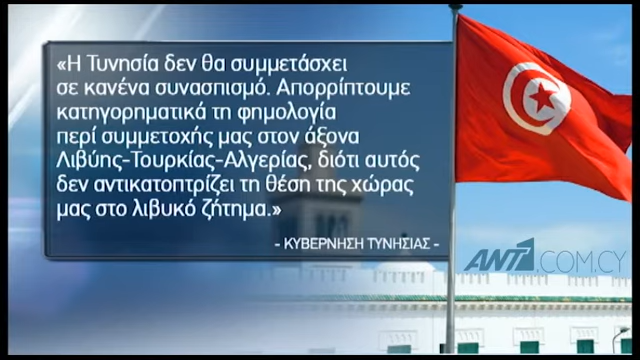 «Η Τυνησία δεν θα συμμετάσχει
σε κανένα συνασπισμό. Απορρίπτουμε
κατηγορηματικά τη φημολογία
περί συμμετοχής μας στον άξονα
Λιβύης-Τουρκίας-Αλγερίας, διότι αυτός
δεν αντικατοπτρίζει τη θέση της χώρας
μας στο λιβυκό ζήτημα.»
- ΚΥΒΕΡΝΗΣΗ ΤΥΝΗΣΙΑΣ -
ANT1.COM.CY